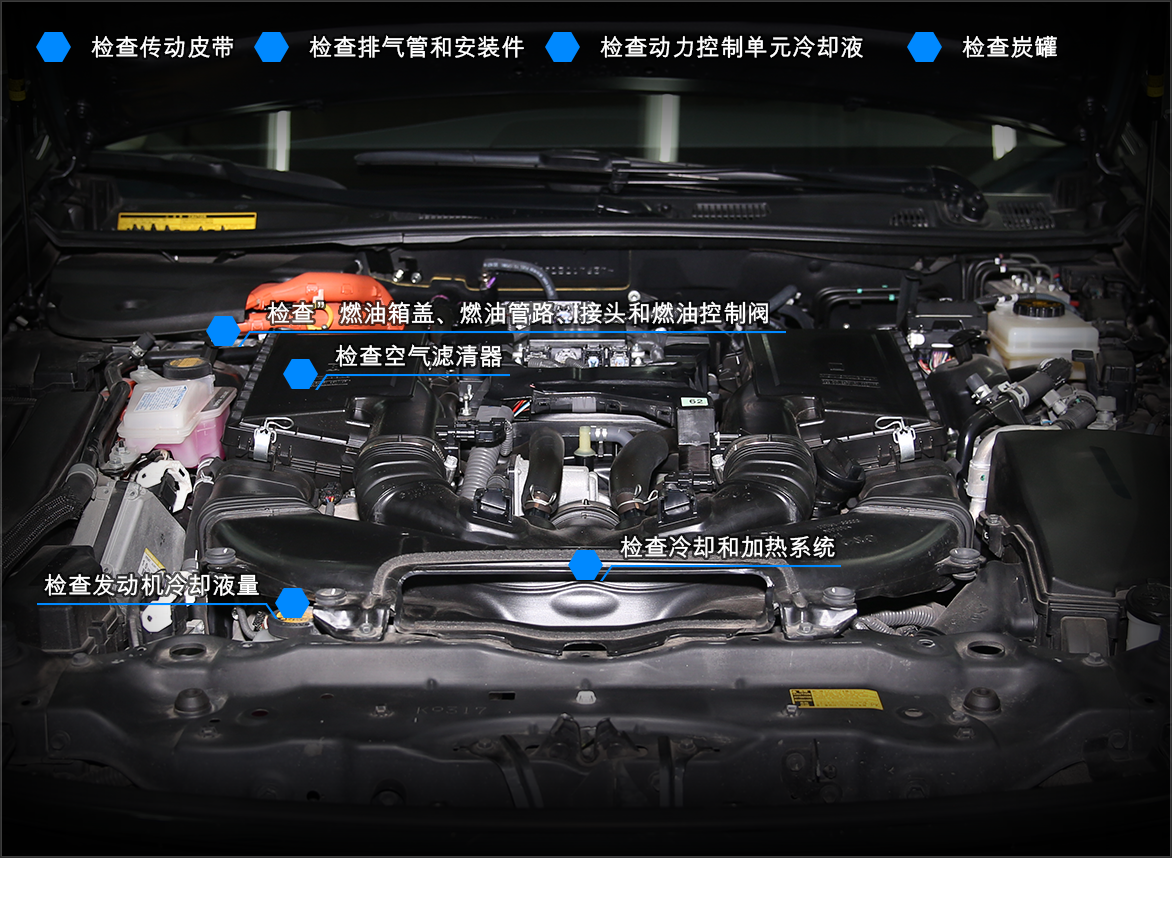 检查传动皮带 检查排气管和安装件 检查动力控制单元冷却液 检查炭罐
“检查”燃油箱盖、燃油管路、接头和燃油控制阀
检查空气滤清器
62
检查冷却和加热系统
检查发动机冷却液量